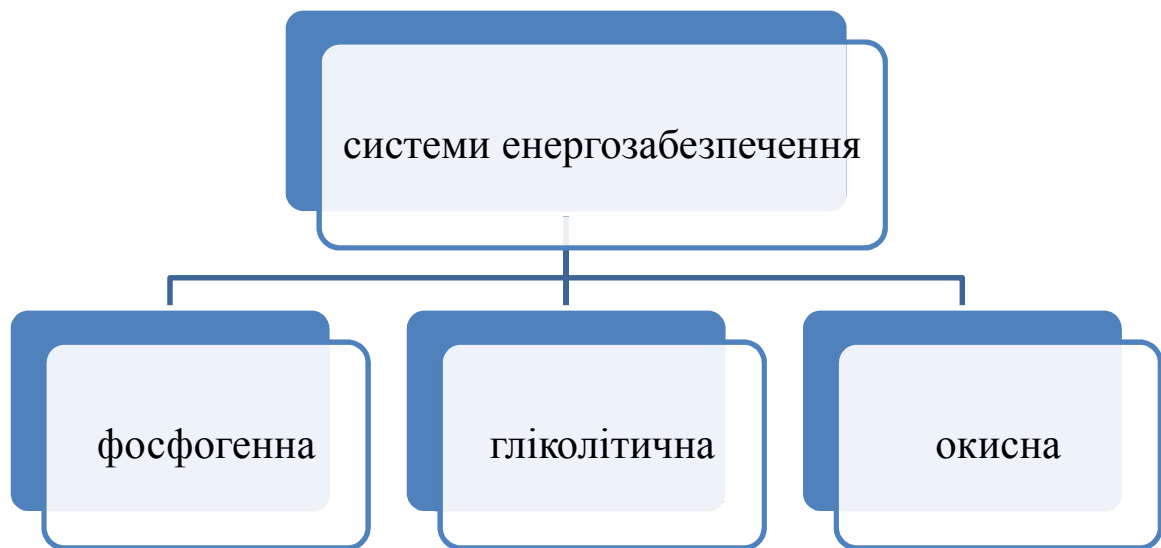 системи енергозабезпечення
фосфогенна
гліколітична
окисна